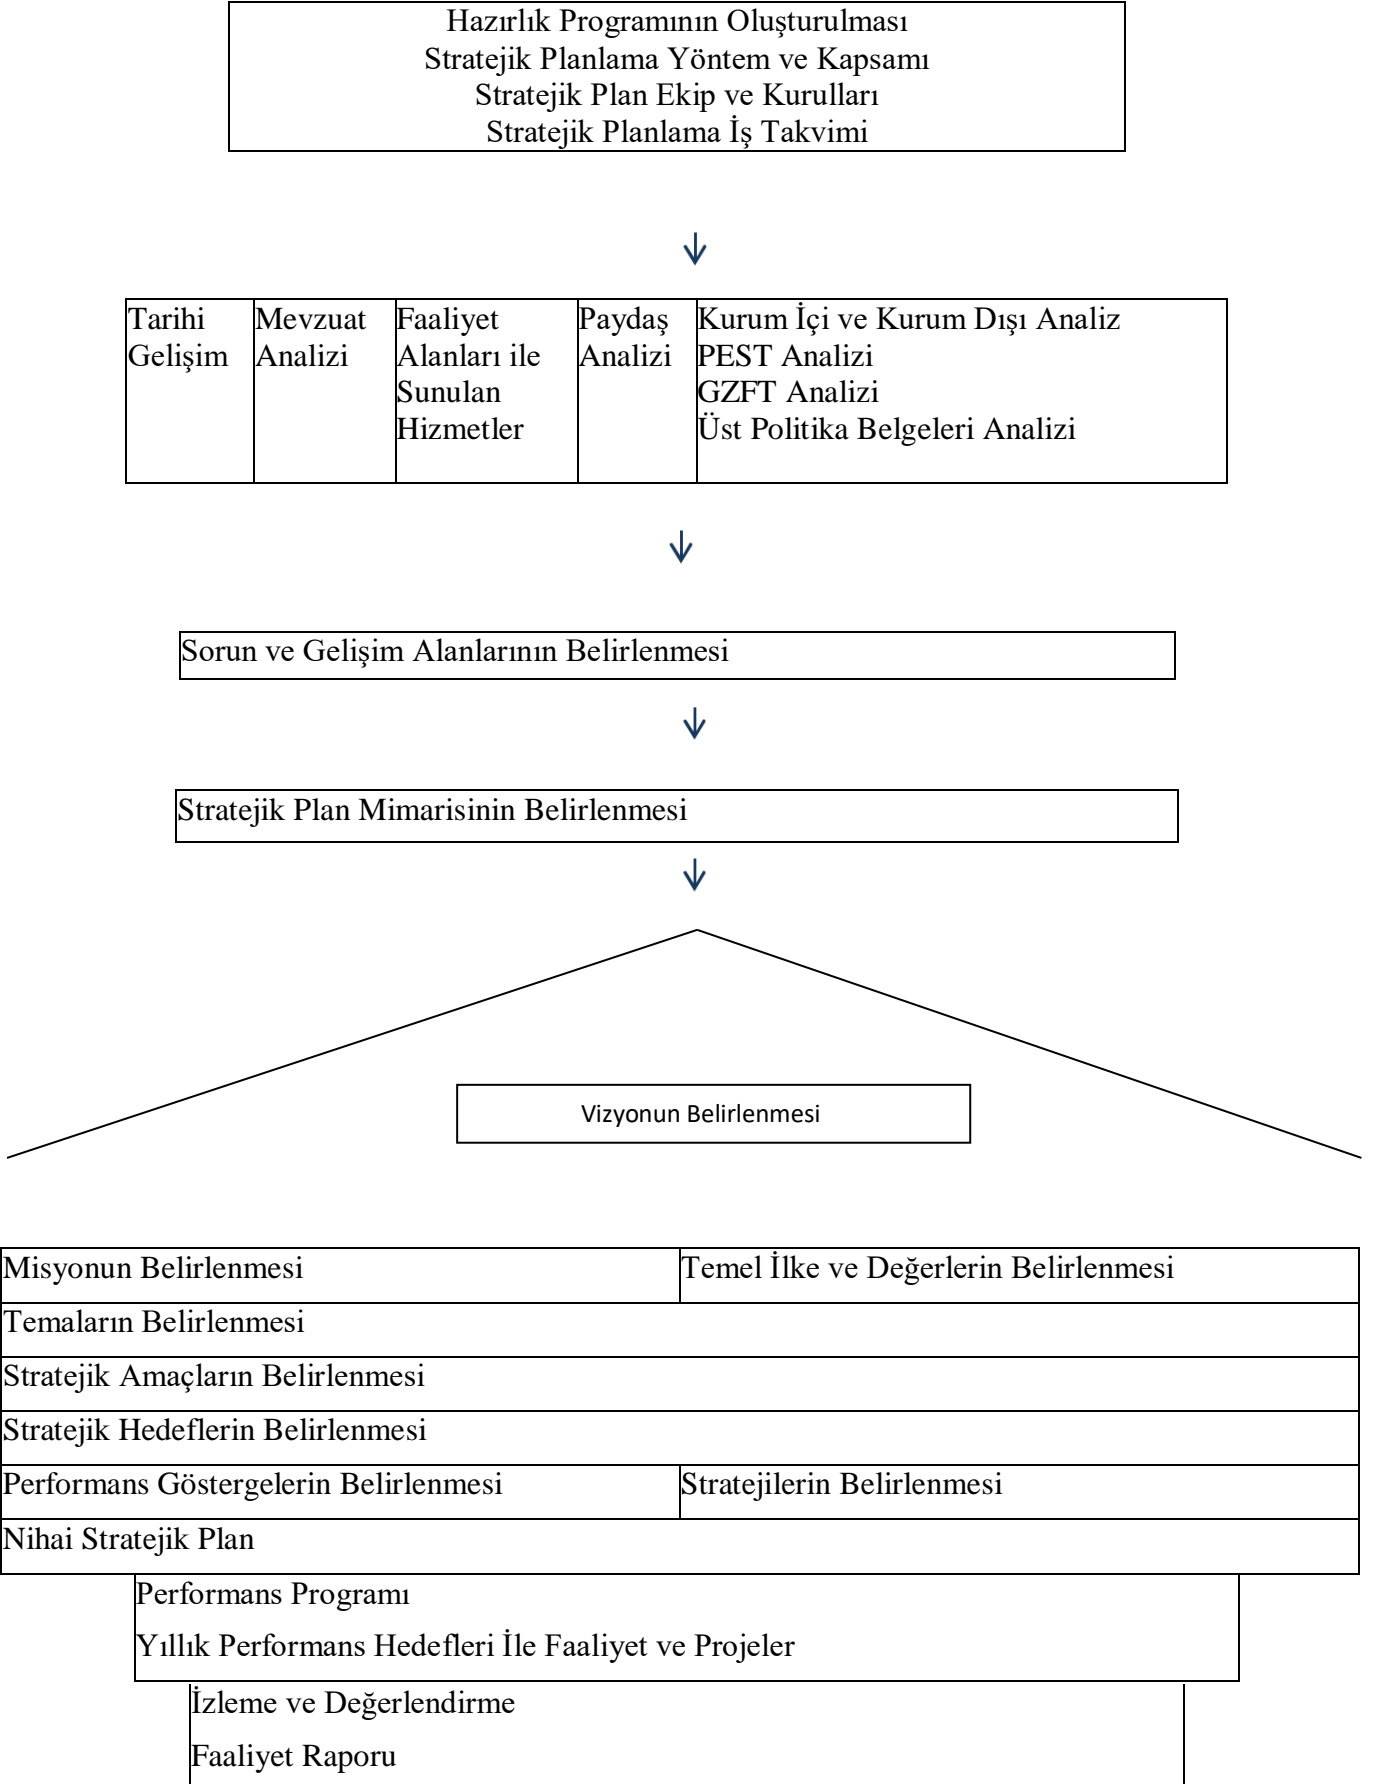 Hazırlık Programının Oluşturulması
Stratejik Planlama Yöntem ve Kapsamı
Stratejik Plan Ekip ve Kurulları
Stratejik Planlama İş Takvimi
Tarihi
Gelişim
Mevzuat
Analizi
Faaliyet
Alanları ile
Sunulan
Hizmetler
Paydaş
Analizi
Kurum İçi ve Kurum Dışı Analiz
PEST Analizi
GZFT Analizi
Üst Politika Belgeleri Analizi
Sorun ve Gelişim Alanlarının Belirlenmesi
Stratejik Plan Mimarisinin Belirlenmesi
Vizyonun Belirlenmesi
Misyonun Belirlenmesi
Temel İlke ve Değerlerin Belirlenmesi
Temaların Belirlenmesi
Stratejik Amaçların Belirlenmesi
Stratejik Hedeflerin Belirlenmesi
Performans Göstergelerin Belirlenmesi
Stratejilerin Belirlenmesi
Nihai Stratejik Plan
Performans Programı
Yıllık Performans Hedefleri İle Faaliyet ve Projeler
İzleme ve Değerlendirme
Faaliyet Raporu